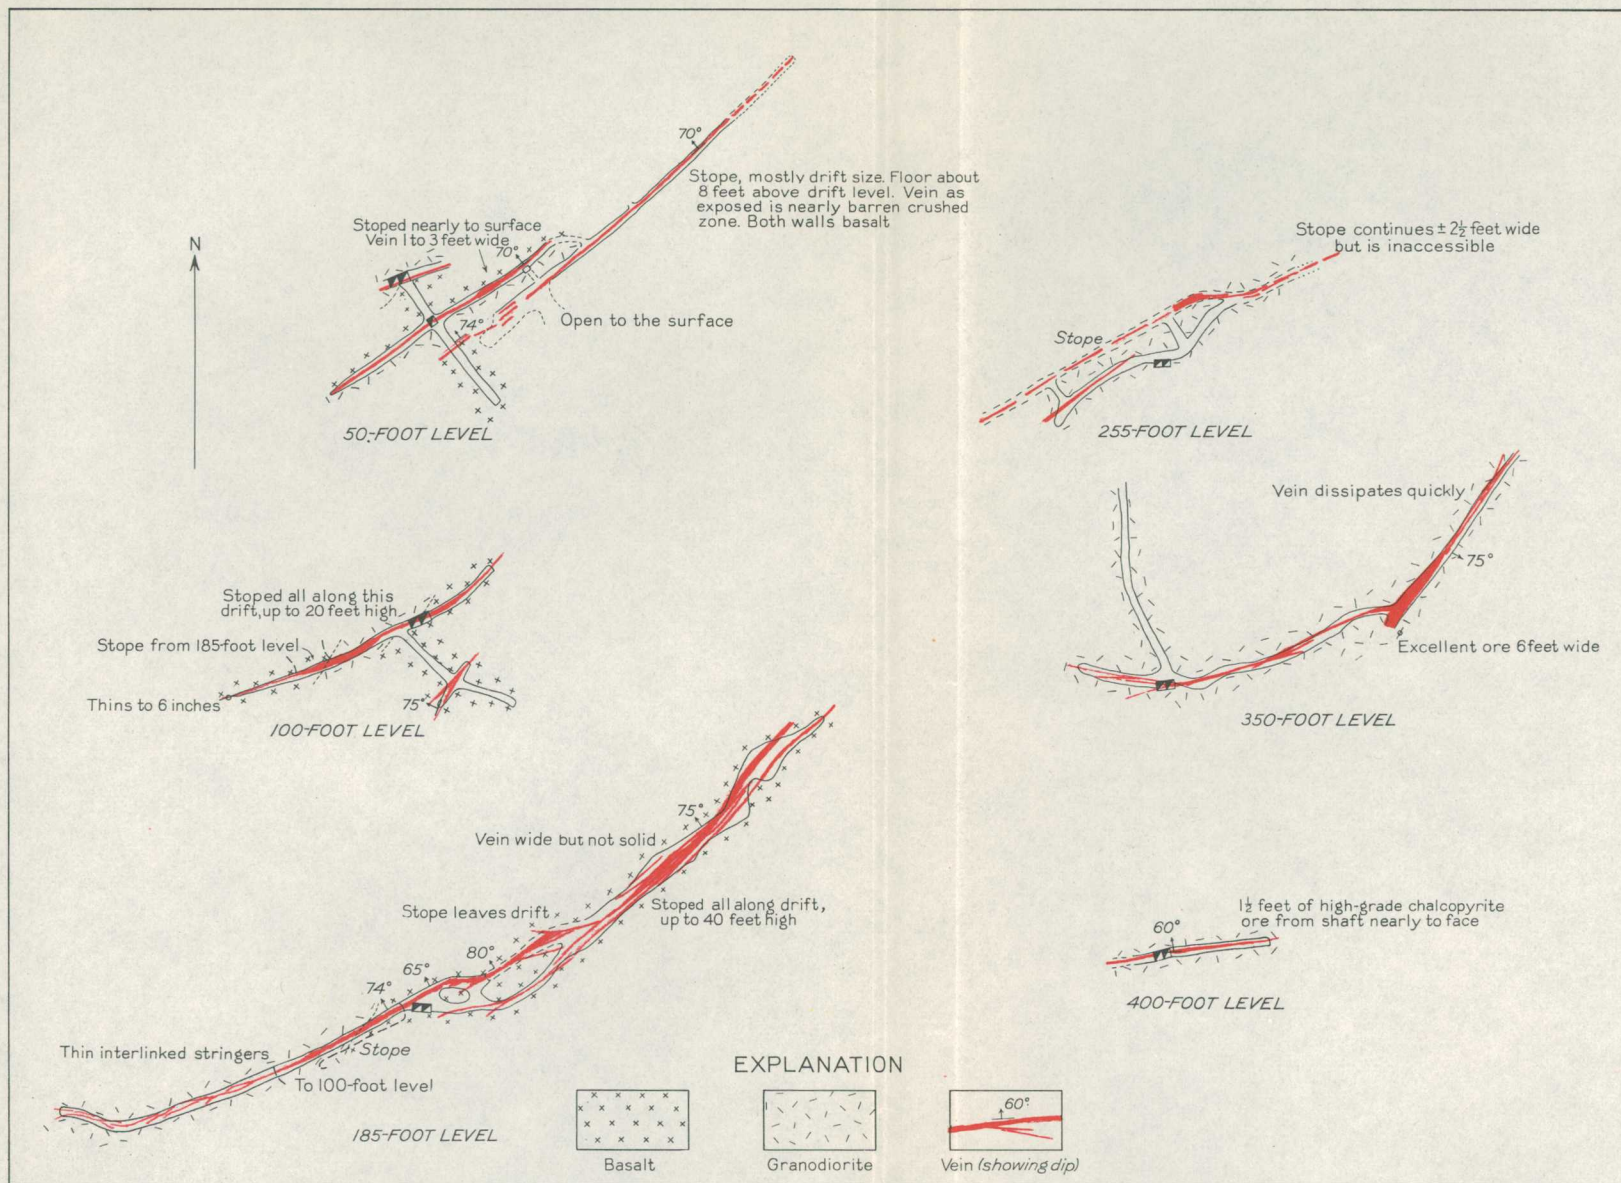 N
70°
Stope, mostly drift size. Floor about
8 feet above drift level. Vein as
exposed is nearly barren crushed
zone. Both walls basalt
Stoped nearly to surface
Vein 1 to 3 feet wide
70°
74°
Open to the surface
50-FOOT LEVEL
Stope continues ± 2½ feet wide
but is inaccessible
Stope
255-FOOT LEVEL
Stoped all along this
drift, up to 20 feet high
Stope from 185-foot level
Thins to 6 inches
75°
100-FOOT LEVEL
Vein dissipates quickly
75°
Excellent ore 6 feet wide
350-FOOT LEVEL
75°
Vein wide but not solid
Stope leaves drift
Stoped all along drift,
up to 40 feet high
80°
65°
74°
Stope
Thin interlinked stringers
To 100-foot level
185-FOOT LEVEL
1½ feet of high-grade chalcopyrite
ore from shaft nearly to face
60°
400-FOOT LEVEL
EXPLANATION
60°
Basalt
Granodiorite
Vein (showing dip)